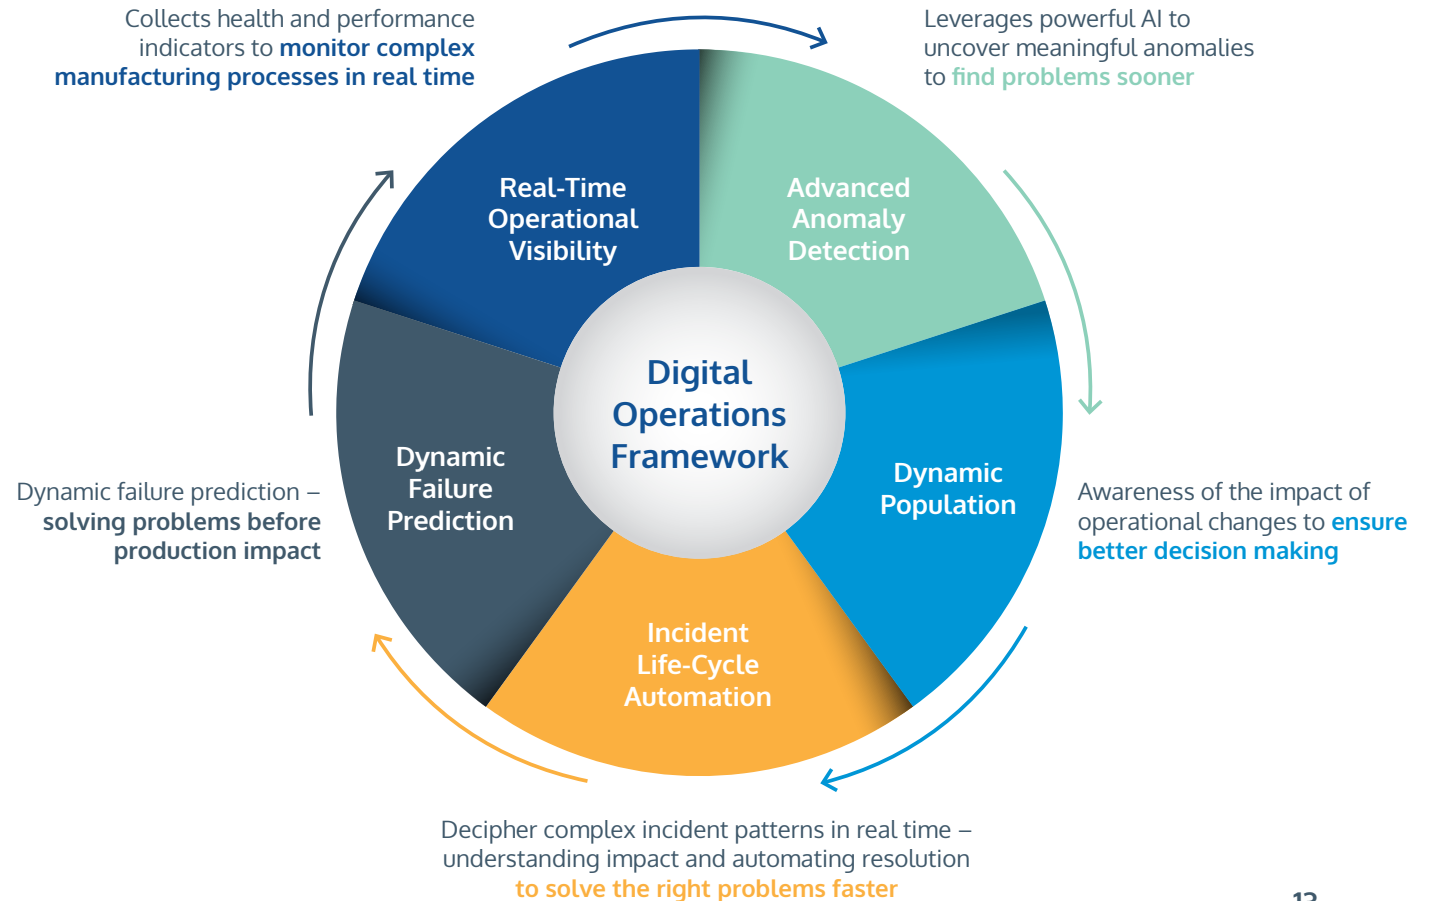 Collects health and performance
indicators to monitor complex
manufacturing processes in real time
Leverages powerful AI to
uncover meaningful anomalies
to find problems sooner
Real-Time
Operational
Visibility
Advanced
Anomaly
Detection
Digital
Operations
Framework
Dynamic
Failure
Prediction
Dynamic
Population
Dynamic failure prediction –
solving problems before
production impact
Awareness of the impact of
operational changes to ensure
better decision making
Incident
Life-Cycle
Automation
Decipher complex incident patterns in real time –
understanding impact and automating resolution
to solve the right problems faster